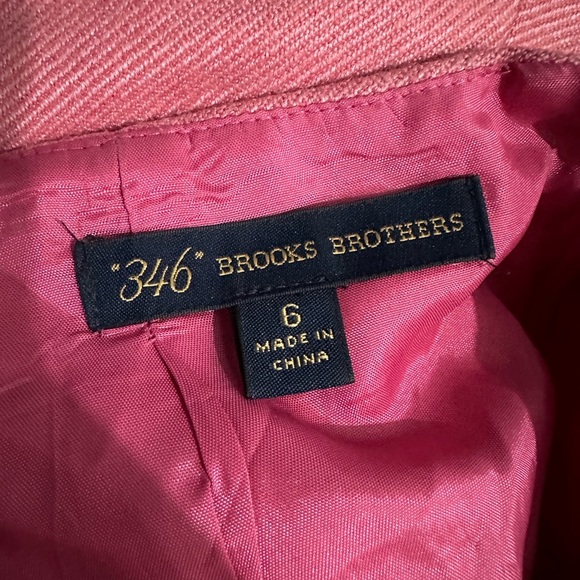 "346" BROOKS BROTHERS
6
MADE IN
CHINA